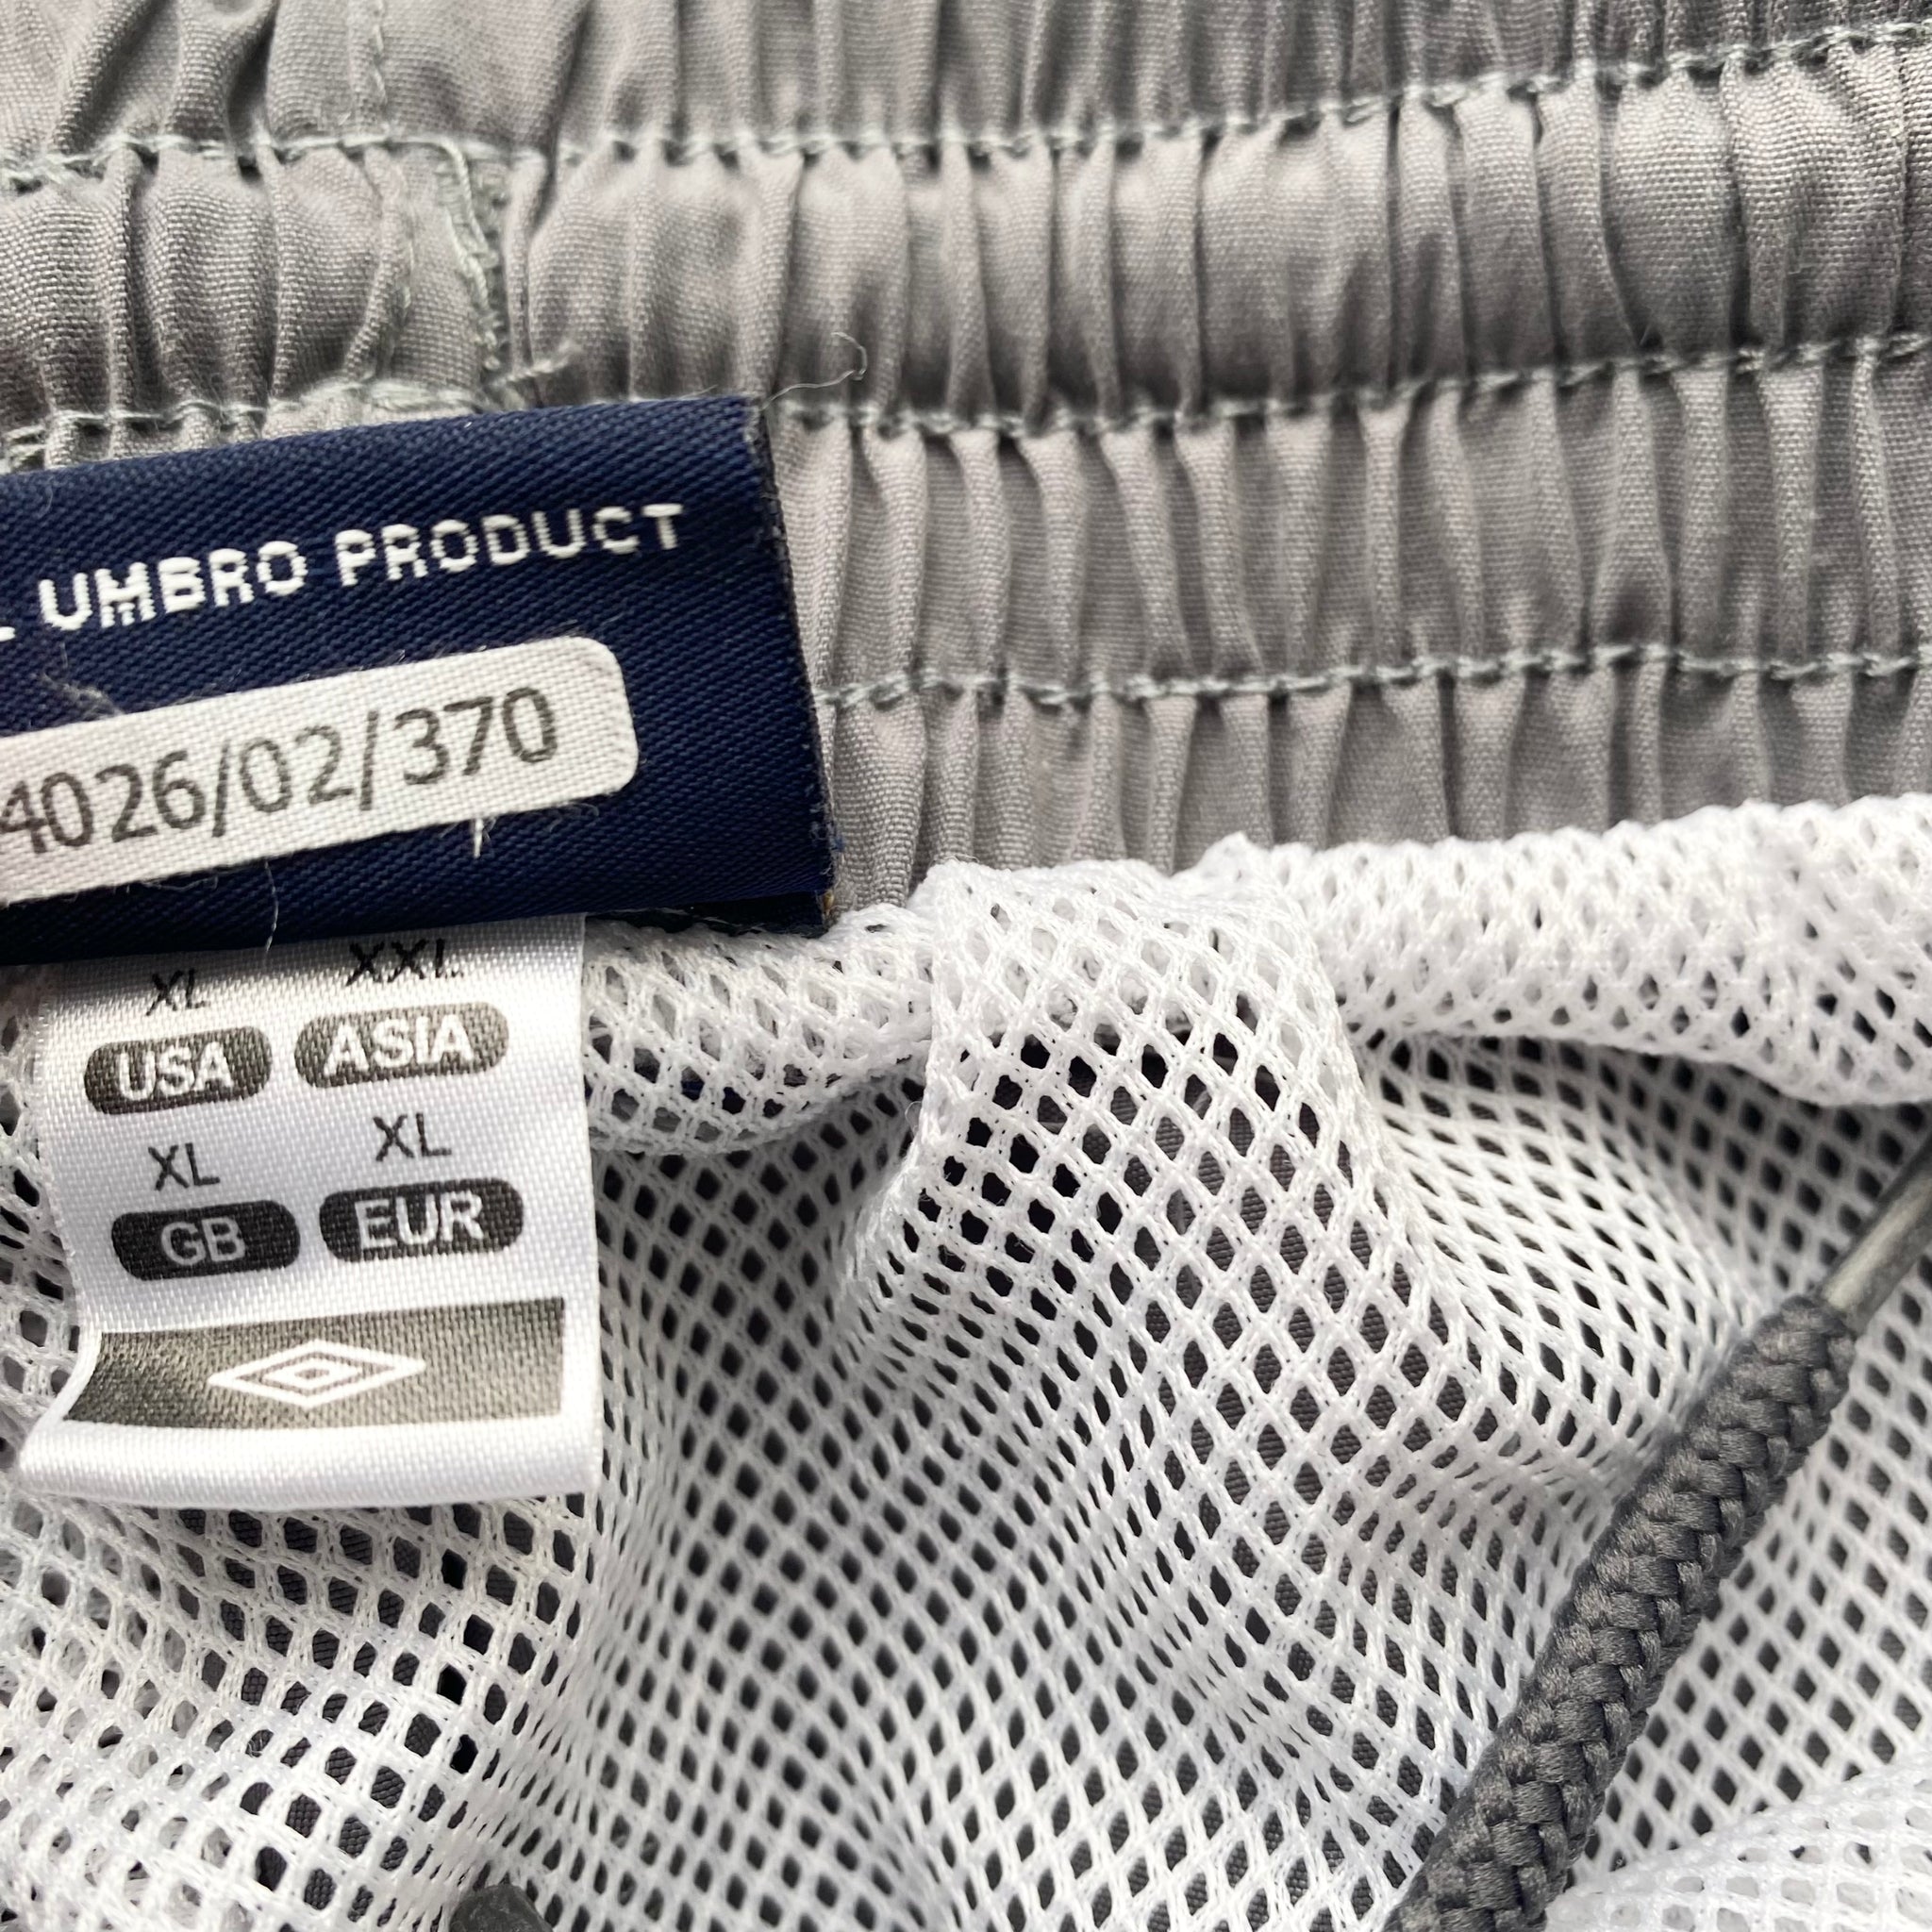 UMBRO PRODUCT
4026/02/370
XL XXL
USA ASIA
XL XL
GB EUR